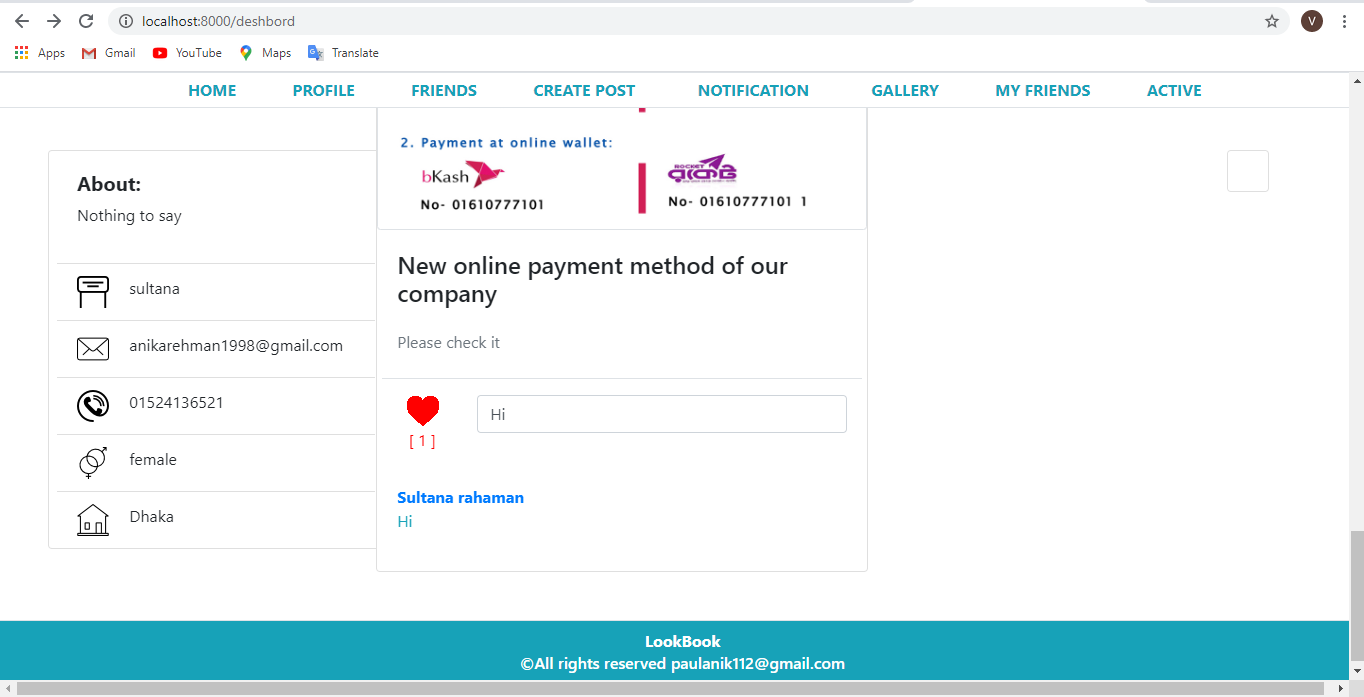 localhost:8000/deshbord
V
Apps Gmail YouTube Maps Translate
HOME PROFILE FRIENDS CREATE POST NOTIFICATION GALLERY MY FRIENDS ACTIVE
About:
Nothing to say
sultana
anikarehman1998@gmail.com
01524136521
female
Dhaka
2. Payment at online wallet:
bKash
No- 01610777101
ROCKET
রকেট
No- 01610777101 1
New online payment method of our
company
Please check it
Hi
[ 1 ]
Sultana rahaman
Hi
LookBook
©All rights reserved paulanik112@gmail.com